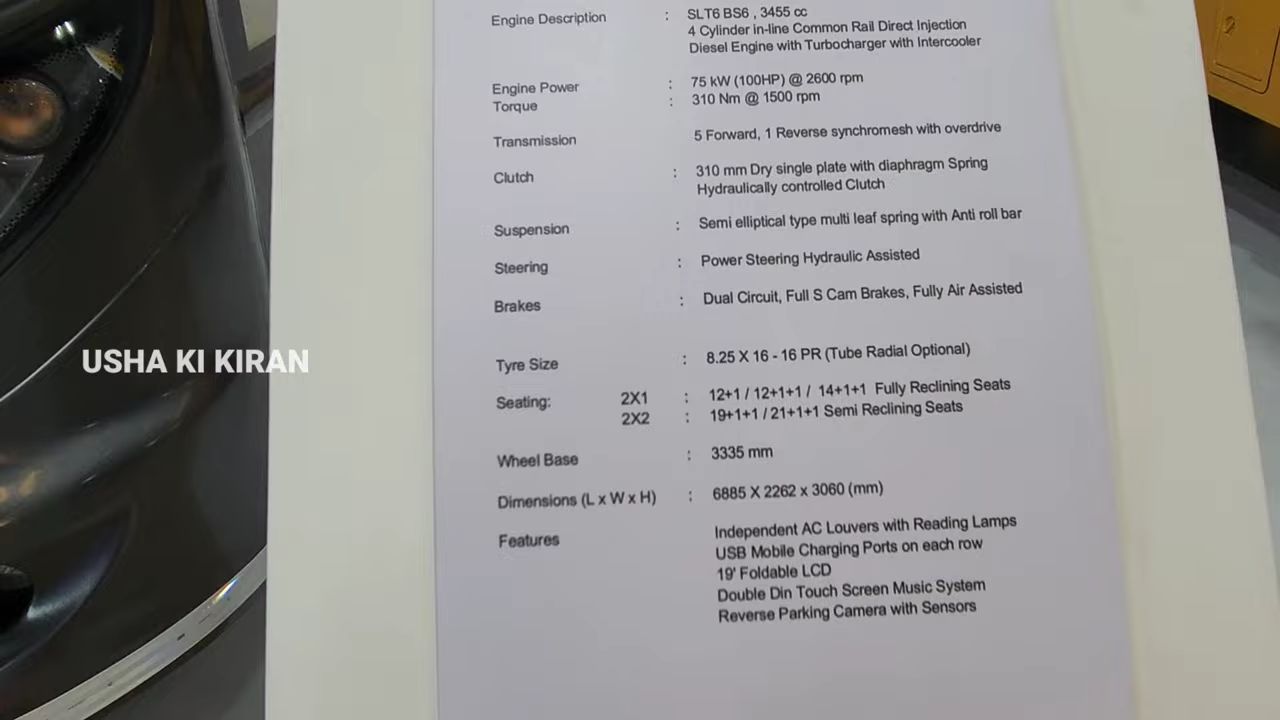 Engine Description : SLT6 BS6 , 3455 cc
4 Cylinder in-line Common Rail Direct Injection
Diesel Engine with Turbocharger with Intercooler
Engine Power : 75 kW (100HP) @ 2600 rpm
Torque : 310 Nm @ 1500 rpm
Transmission 5 Forward, 1 Reverse synchromesh with overdrive
Clutch : 310 mm Dry single plate with diaphragm Spring
Hydraulically controlled Clutch
Suspension : Semi elliptical type multi leaf spring with Anti roll bar
Steering : Power Steering Hydraulic Assisted
Brakes : Dual Circuit, Full S Cam Brakes, Fully Air Assisted
USHA KI KIRAN
Tyre Size : 8.25 X 16 - 16 PR (Tube Radial Optional)
Seating: 2X1 : 12+1 / 12+1+1 / 14+1+1 Fully Reclining Seats
2X2 : 19+1+1 / 21+1+1 Semi Reclining Seats
Wheel Base : 3335 mm
Dimensions (L x W x H) : 6885 X 2262 x 3060 (mm)
Features Independent AC Louvers with Reading Lamps
USB Mobile Charging Ports on each row
19' Foldable LCD
Double Din Touch Screen Music System
Reverse Parking Camera with Sensors